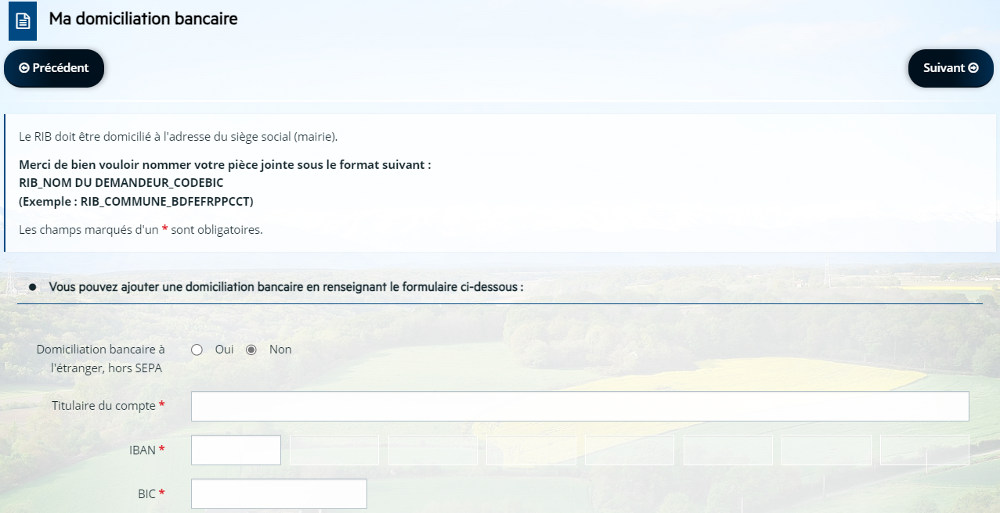 Ma domiciliation bancaire
Précédent
Suivant
Le RIB doit être domicilié à l'adresse du siège social (mairie).
Merci de bien vouloir nommer votre pièce jointe sous le format suivant :
RIB_NOM DU DEMANDEUR_CODEBIC
(Exemple : RIB_COMMUNE_BDFEFRPPCCT)
Les champs marqués d'un * sont obligatoires.
Vous pouvez ajouter une domiciliation bancaire en renseignant le formulaire ci-dessous :
Domiciliation bancaire à
l'étranger, hors SEPA
Oui Non
Titulaire du compte *
IBAN *
BIC *